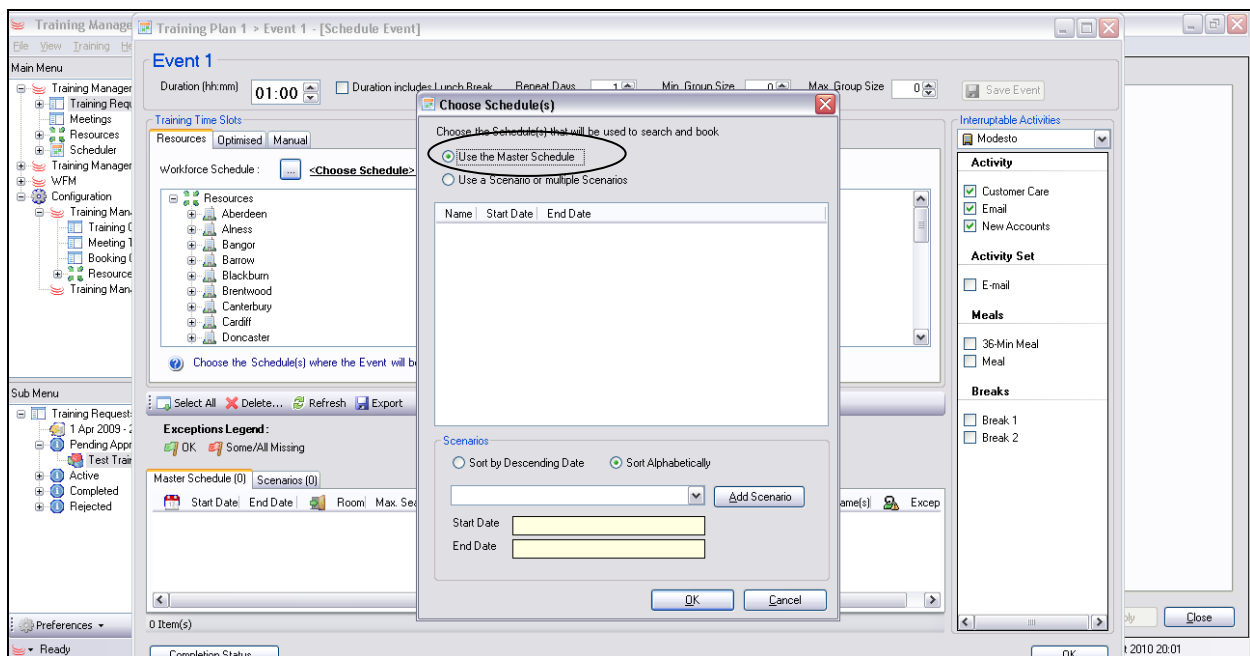 Training Manage
File View Training He
Training Plan 1 > Event 1 - [Schedule Event]
Main Menu
Training Manager
Training Requ
Meetings
Resources
Scheduler
Training Manager
WFM
Configuration
Training Man
Training C
Meeting T
Booking (
Resource
Training Man
Sub Menu
Training Request
1 Apr 2009 - 2
Pending Appr
Test Train
Active
Completed
Rejected
Preferences
Ready
Event 1
Duration (hh:mm)
01:00
Duration includes Lunch Break
Repeat Days
1
Min. Group Size
0
Max. Group Size
0
Save Event
Training Time Slots
Resources Optimised Manual
Workforce Schedule : ... <Choose Schedule>
Resources
Aberdeen
Alness
Bangor
Barrow
Blackburn
Brentwood
Canterbury
Cardiff
Doncaster
Choose the Schedule(s) where the Event will b
Select All Delete... Refresh Export
Exceptions Legend :
OK Some/All Missing
Master Schedule (0) Scenarios (0)
Start Date End Date Room Max. Sea
ame(s) Excep
0 Item(s)
Completion Status
OK
Choose Schedule(s)
Choose the Schedule(s) that will be used to search and book
Use the Master Schedule
Use a Scenario or multiple Scenarios
Name Start Date End Date
Scenarios
Sort by Descending Date Sort Alphabetically
Add Scenario
Start Date
End Date
OK Cancel
Interruptable Activities
Modesto
Activity
Customer Care
Email
New Accounts
Activity Set
E-mail
Meals
36-Min Meal
Meal
Breaks
Break 1
Break 2
Close
t 2010 20:01